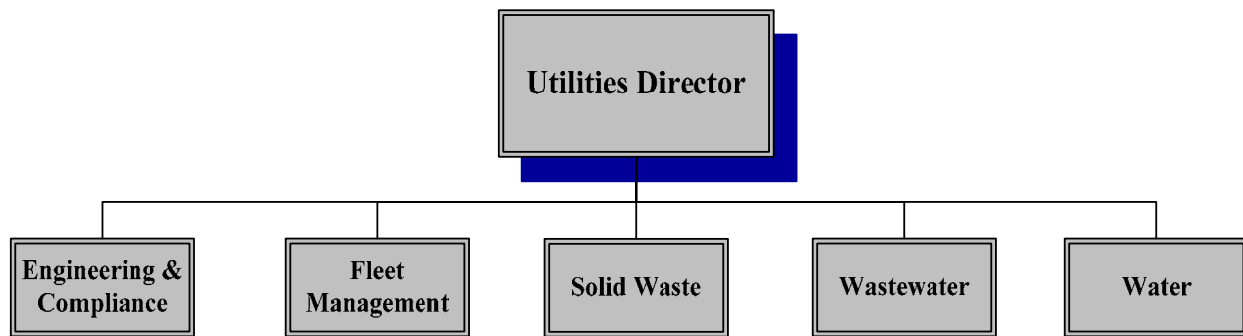 Utilities Director
Engineering &
Compliance
Fleet
Management
Solid Waste
Wastewater
Water